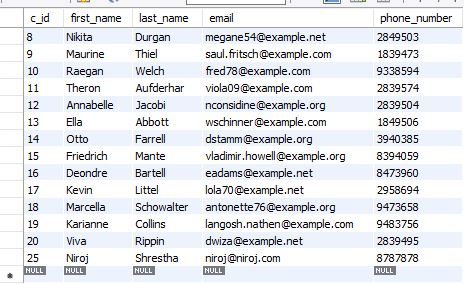 c_id first_name last_name email phone_number
8 Nikita Durgan megane54@example.net 2849503
9 Maurine Thiel saul.fritsch@example.com 1839473
10 Raegan Welch fred78@example.com 9338594
11 Theron Aufderhar viola09@example.com 2839574
12 Annabelle Jacobi nconsidine@example.org 2839504
13 Ella Abbott wschinner@example.com 1849506
14 Otto Farrell dstamm@example.org 3940385
15 Friedrich Mante vladimir.howell@example.org 8394059
16 Deondre Bartell eadams@example.net 8473960
17 Kevin Littel lola70@example.net 2958694
18 Marcella Schowalter antonette76@example.org 9473658
19 Karianne Collins langosh.nathen@example.com 9483756
20 Viva Rippin dwiza@example.net 2839495
25 Niroj Shrestha niroj@niroj.com 8787878
NULL NULL NULL NULL NULL